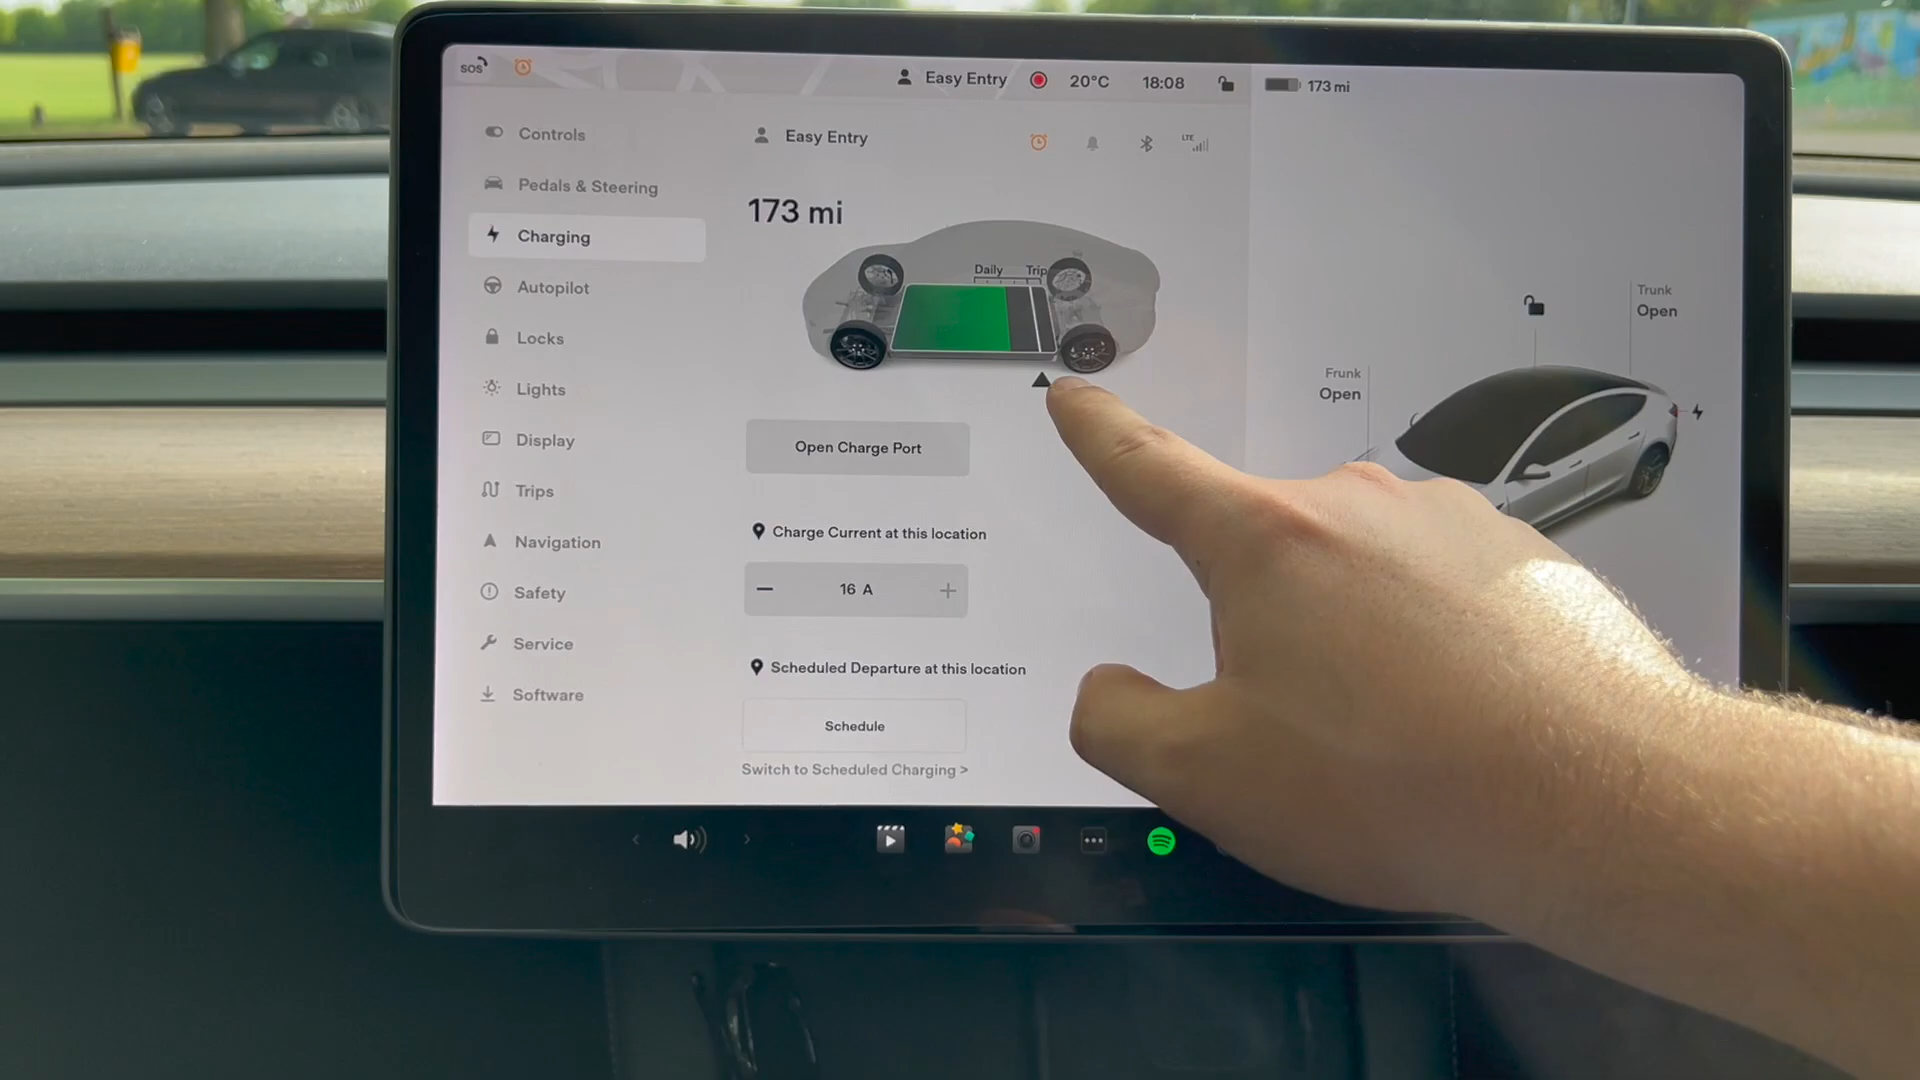 SOS
Easy Entry
20°C
18:08
173 mi
Controls
Pedals & Steering
Charging
Autopilot
Locks
Lights
Display
Trips
Navigation
Safety
Service
Software
Easy Entry
LTE
173 mi
Daily
Trip
Open Charge Port
Charge Current at this location
16 A
Scheduled Departure at this location
Schedule
Switch to Scheduled Charging >
Trunk
Open
Frunk
Open